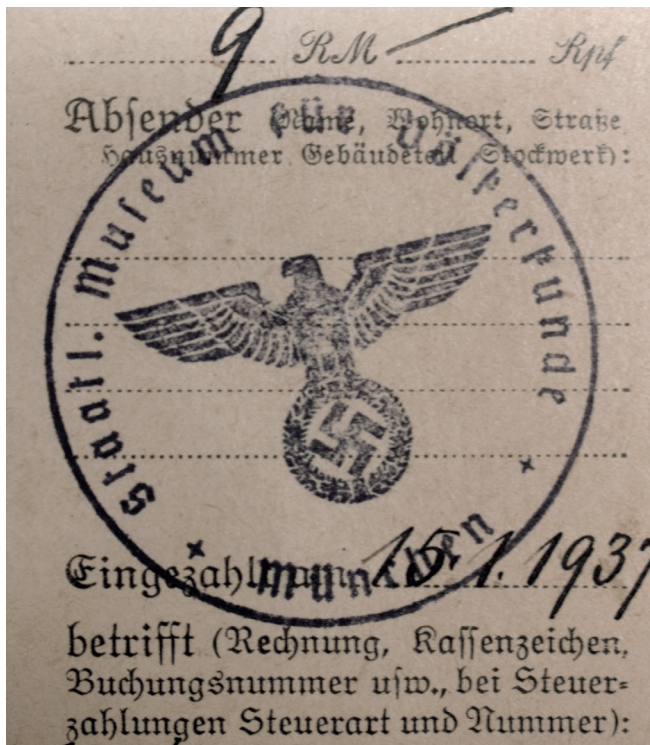 9 RM — Rpf
Absender (Name, Wohnort, Straße
Hausnummer Gebäudeteil Stockwerk):
Staatl. Museum für Völkerkunde
× München ×
Eingezahlt am 15.1.1937
betrifft (Rechnung, Kassenzeichen,
Buchungsnummer usw., bei Steuer=
zahlungen Steuerart und Nummer):